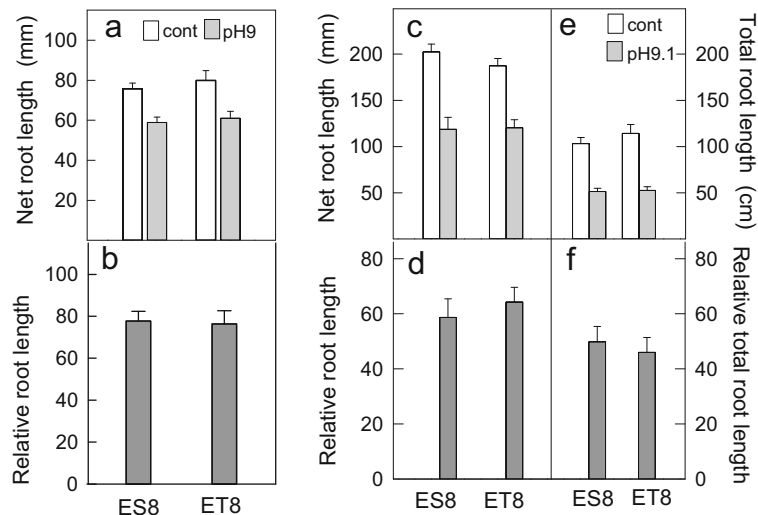 a
cont
pH9
Net root length (mm)
100
80
60
40
20
b
Relative root length
100
80
60
40
20
0
ES8
ET8
c
Net root length (mm)
200
150
100
50
e
cont
pH9.1
Total root length (cm)
200
150
100
50
d
Relative root length
80
60
40
20
0
ES8
ET8
f
Relative total root length
80
60
40
20
0
ES8
ET8